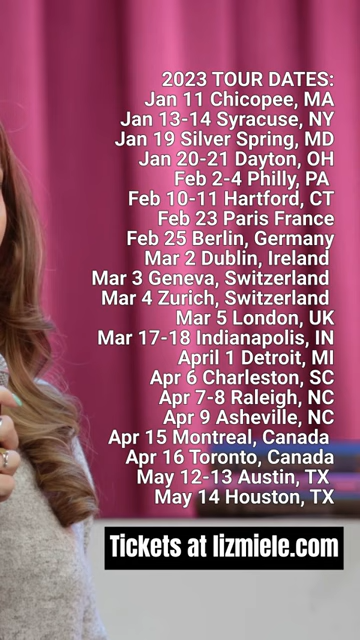 2023 TOUR DATES:
Jan 11 Chicopee, MA
Jan 13-14 Syracuse, NY
Jan 19 Silver Spring, MD
Jan 20-21 Dayton, OH
Feb 2-4 Philly, PA
Feb 10-11 Hartford, CT
Feb 23 Paris France
Feb 25 Berlin, Germany
Mar 2 Dublin, Ireland
Mar 3 Geneva, Switzerland
Mar 4 Zurich, Switzerland
Mar 5 London, UK
Mar 17-18 Indianapolis, IN
April 1 Detroit, MI
Apr 6 Charleston, SC
Apr 7-8 Raleigh, NC
Apr 9 Asheville, NC
Apr 15 Montreal, Canada
Apr 16 Toronto, Canada
May 12-13 Austin, TX
May 14 Houston, TX
Tickets at lizmiele.com